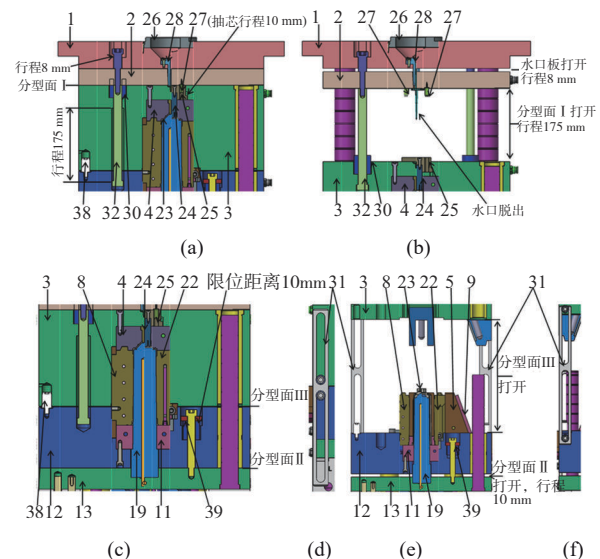 1 2 26 28 27(抽芯行程10 mm)
行程8 mm
分型面Ⅰ
行程175 mm
38 32 30 4 23 24 25 3
(a)
1 2 26 28 27
水口板打开
行程8 mm
分型面Ⅰ打开
行程175 mm
3 32 30 4 24 25 水口脱出
(b)
3 8 4 24 25 22 限位距离10mm
分型面Ⅲ
分型面Ⅱ
38 12 13 19 11 39
(c)
31
(d)
3 23 8 22 5 9 31
分型面Ⅲ
打开
分型面Ⅱ
打开，行程
10 mm
12 13 11 19 39
(e)
(f)